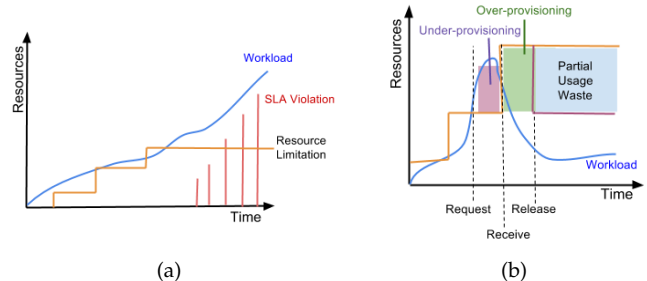 Resources
Workload
SLA Violation
Resource
Limitation
Time
(a)
Resources
Over-provisioning
Under-provisioning
Partial
Usage
Waste
Workload
Time
Request
Release
Receive
(b)